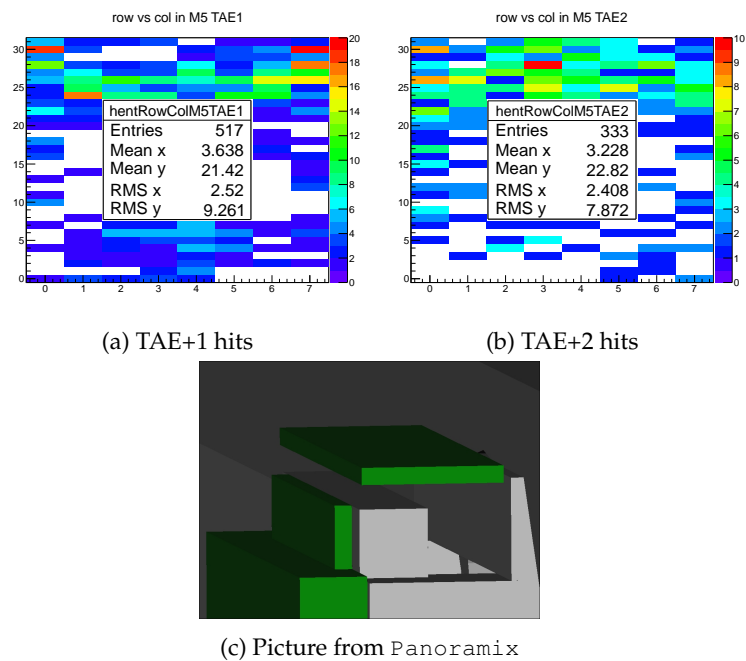 row vs col in M5 TAE1
30
25
20
15
10
5
0
0 1 2 3 4 5 6 7
20
18
16
14
12
10
8
6
4
2
0
hentRowColM5TAE1
Entries 517
Mean x 3.638
Mean y 21.42
RMS x 2.52
RMS y 9.261
(a) TAE+1 hits
row vs col in M5 TAE2
30
25
20
15
10
5
0
0 1 2 3 4 5 6 7
10
9
8
7
6
5
4
3
2
1
0
hentRowColM5TAE2
Entries 333
Mean x 3.228
Mean y 22.82
RMS x 2.408
RMS y 7.872
(b) TAE+2 hits
(c) Picture from Panoramix